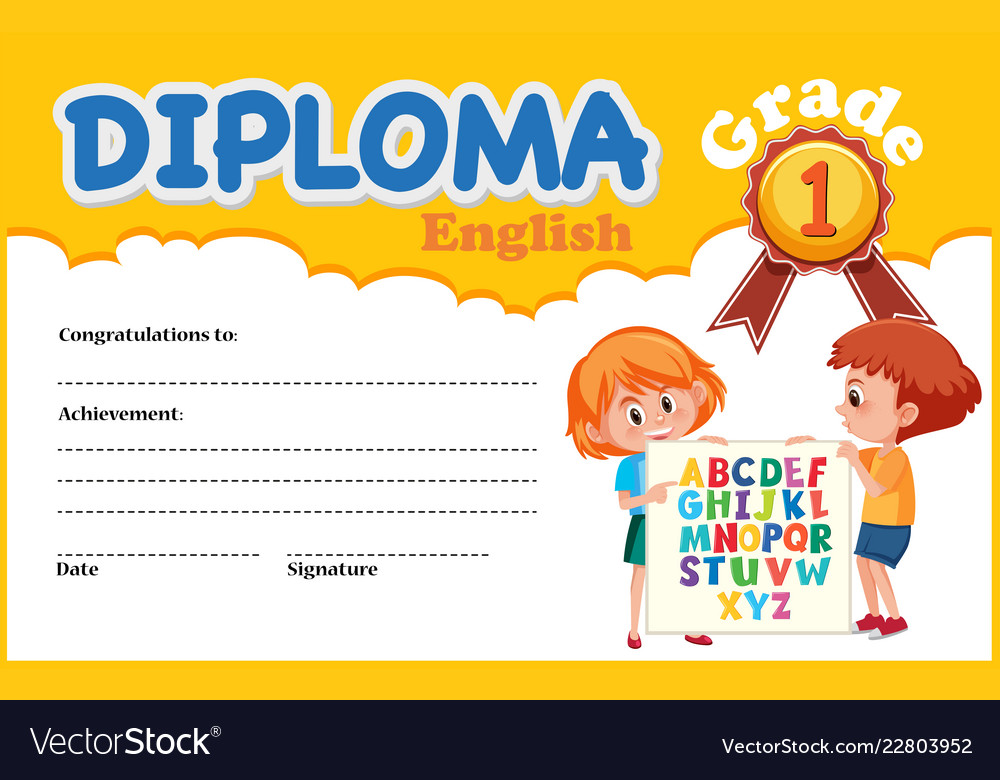 DIPLOMA
English
Grade
1
Congratulations to:
Achievement:
Date
Signature
ABCDEF
GHIJKL
MNOPQR
STUVW
XYZ
VectorStock®
VectorStock.com/22803952